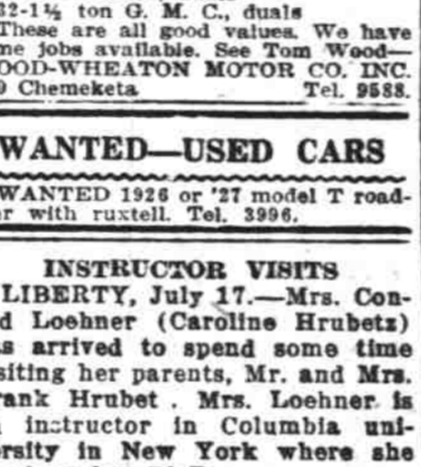 32-1½ ton G. M. C., duals
These are all good values. We have
me jobs available. See Tom Wood—
OOD-WHEATON MOTOR CO. INC.
Chemeketa Tel. 9588.
WANTED—USED CARS
WANTED 1926 or '27 model T road-
er with ruxtell. Tel. 3996.
INSTRUCTOR VISITS
LIBERTY, July 17.—Mrs. Con-
d Loehner (Caroline Hrubetz)
as arrived to spend some time
siting her parents, Mr. and Mrs.
rank Hrubet . Mrs. Loehner is
instructor in Columbia uni-
ersity in New York where she